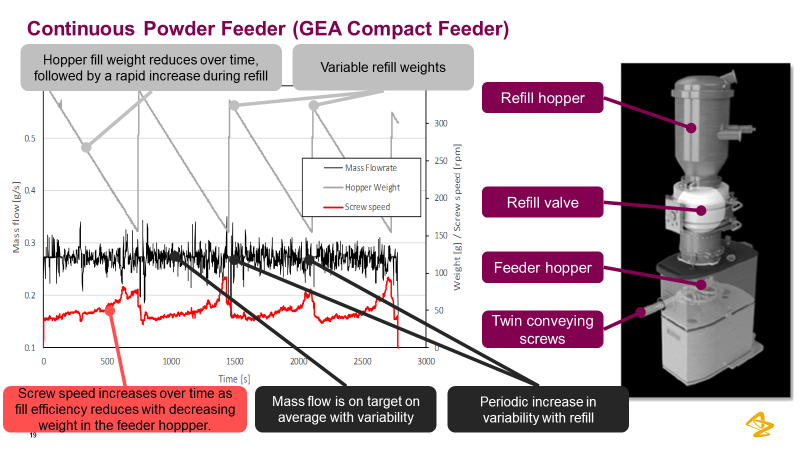 Continuous Powder Feeder (GEA Compact Feeder)
Hopper fill weight reduces over time,
followed by a rapid increase during refill
Variable refill weights
Refill hopper
Refill valve
Feeder hopper
Twin conveying
screws
0.5
0.4
0.3
0.2
0.1
Mass flow [g/s]
300
250
200
150
100
50
0
Weight [g] / Screw speed [rpm]
Mass Flowrate
Hopper Weight
Screw speed
0
500
1000
1500
2000
2500
3000
Time [s]
Screw speed increases over time as
fill efficiency reduces with decreasing
weight in the feeder hoppper.
Mass flow is on target on
average with variability
Periodic increase in
variability with refill
19